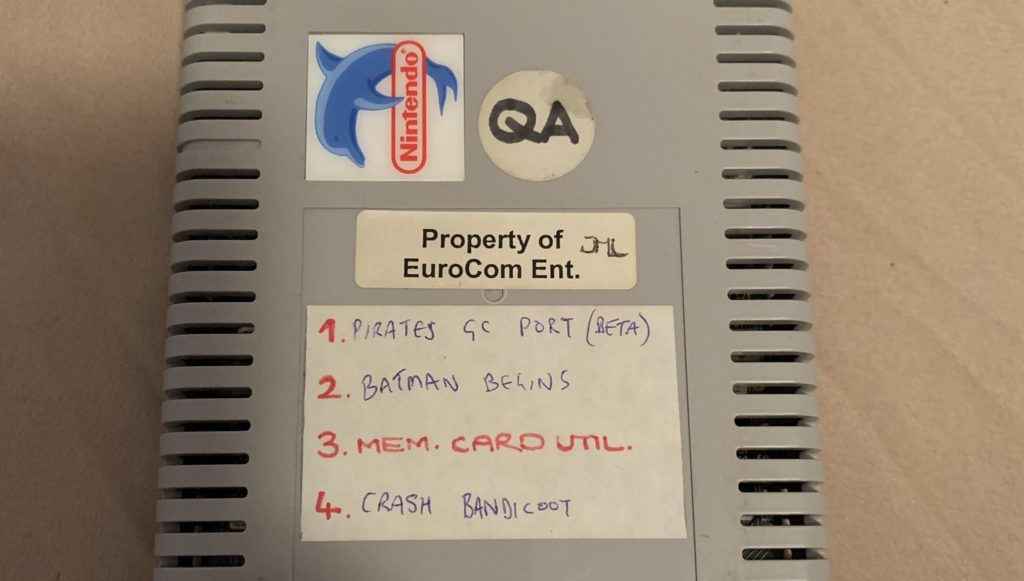 Nintendo®
QA
Property of JML
EuroCom Ent.
1. PIRATES GC PORT (BETA)
2. BATMAN BEGINS
3. MEM. CARD UTIL.
4. CRASH BANDICOOT